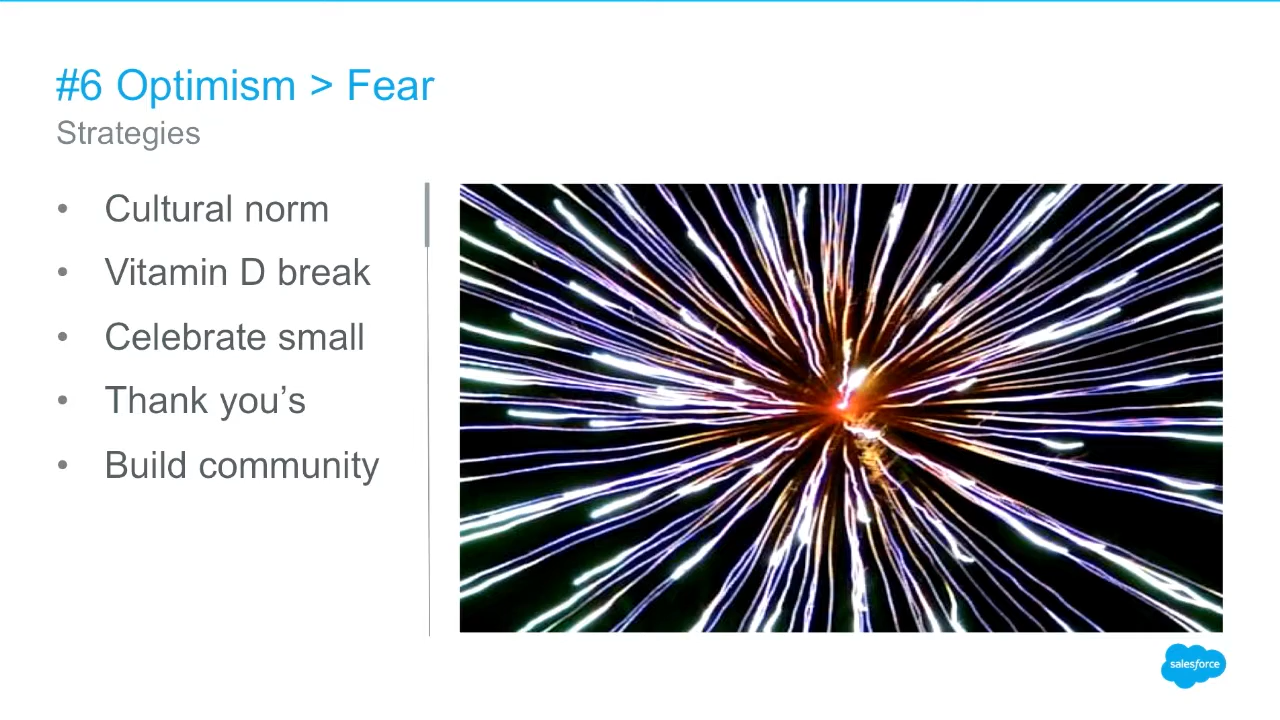 #6 Optimism > Fear
Strategies
• Cultural norm
• Vitamin D break
• Celebrate small
• Thank you’s
• Build community
salesforce